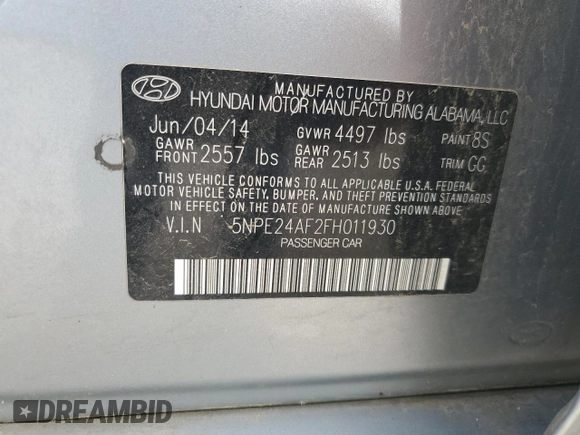 MANUFACTURED BY
HYUNDAI MOTOR MANUFACTURING ALABAMA, LLC
Jun/04/14 GVWR 4497 lbs PAINT 8S
GAWR FRONT 2557 lbs GAWR REAR 2513 lbs TRIM GG
THIS VEHICLE CONFORMS TO ALL APPLICABLE U.S.A. FEDERAL
MOTOR VEHICLE SAFETY, BUMPER, AND THEFT PREVENTION STANDARDS
IN EFFECT ON THE DATE OF MANUFACTURE SHOWN ABOVE.
V.I.N 5NPE24AF2FH011930
PASSENGER CAR
DREAMBID